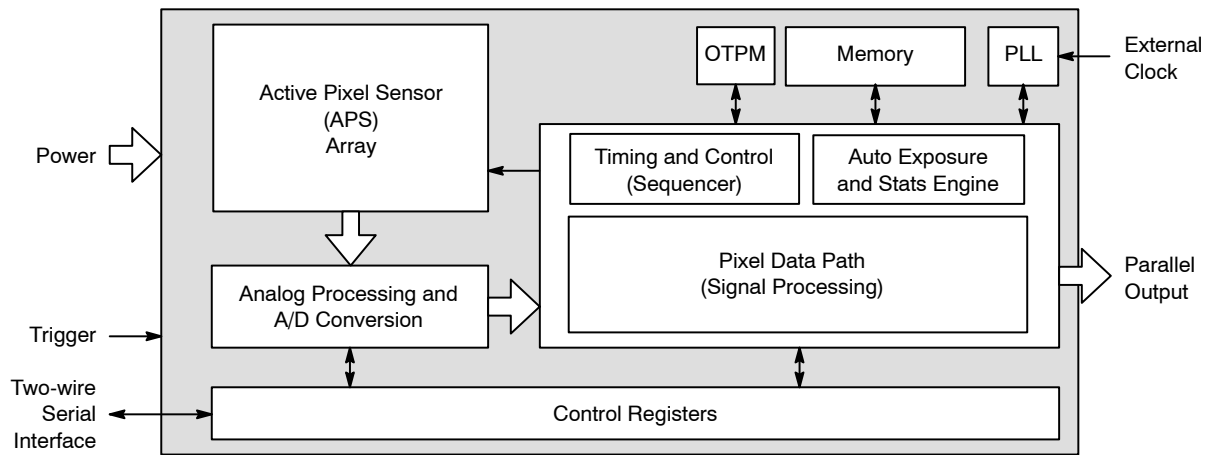 Active Pixel Sensor
(APS)
Array
OTPM
Memory
PLL
External
Clock
Power
Timing and Control
(Sequencer)
Auto Exposure
and Stats Engine
Pixel Data Path
(Signal Processing)
Parallel
Output
Analog Processing and
A/D Conversion
Trigger
Two-wire
Serial
Interface
Control Registers